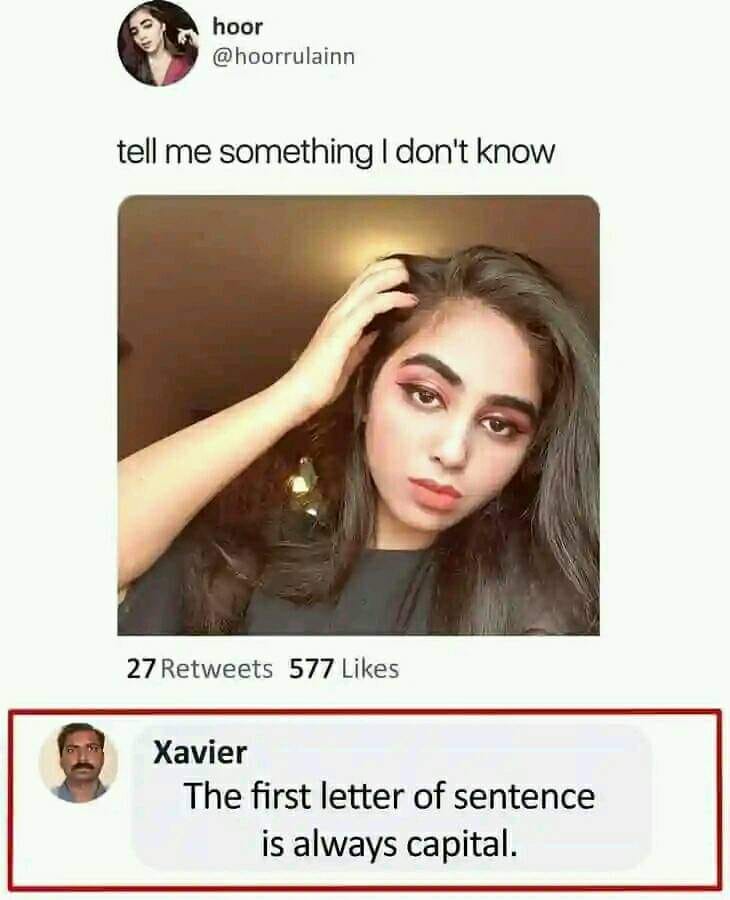 hoor
@hoorrulainn
tell me something I don't know
27 Retweets 577 Likes
Xavier
The first letter of sentence
is always capital.